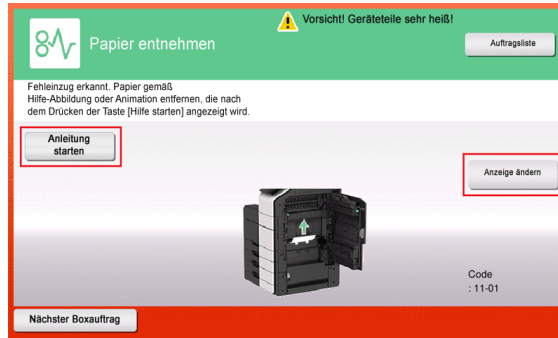 Vorsicht! Geräteteile sehr heiß!
Papier entnehmen
Auftragsliste
Fehleinzug erkannt. Papier gemäß
Hilfe-Abbildung oder Animation entfernen, die nach
dem Drücken der Taste [Hilfe starten] angezeigt wird.
Anleitung
starten
Anzeige ändern
Code
: 11-01
Nächster Boxauftrag